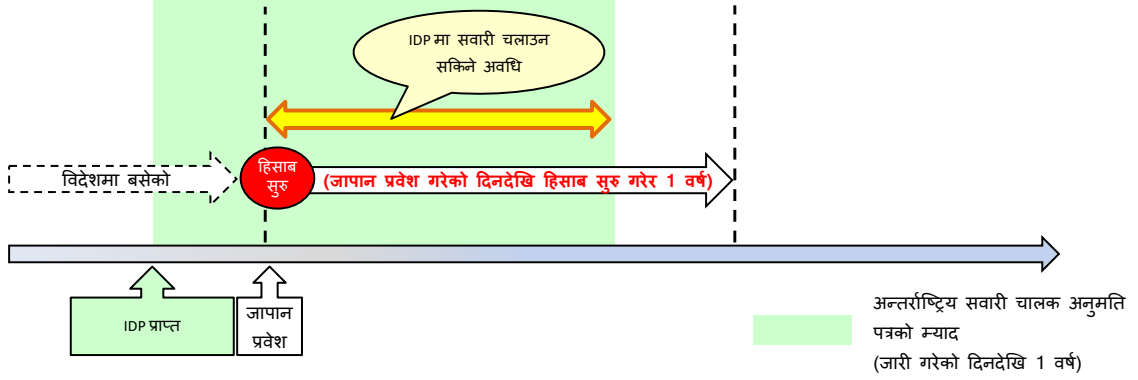 IDP मा सवारी चलाउन
सकिने अवधि
विदेशमा बसेको
हिसाब
सुरु
(जापान प्रवेश गरेको दिनदेखि हिसाब सुरु गरेर 1 वर्ष)
IDP प्राप्त
जापान
प्रवेश
अन्तर्राष्ट्रिय सवारी चालक अनुमति
पत्रको म्याद
(जारी गरेको दिनदेखि 1 वर्ष)